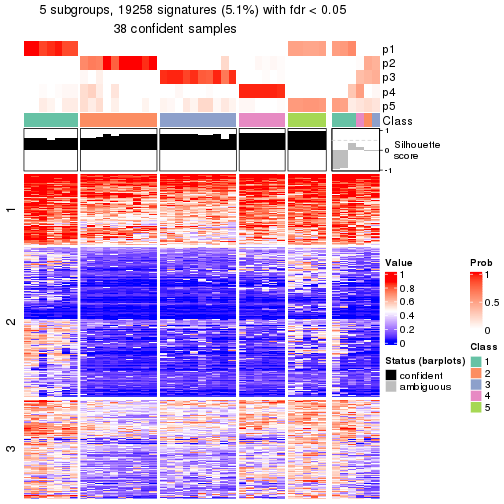 5 subgroups, 19258 signatures (5.1%) with fdr < 0.05
38 confident samples
p1
p2
p3
p4
p5
Class
1
0
-1
Silhouette
score
1
2
3
Value
1
0.8
0.6
0.4
0.2
0
Status (barplots)
confident
ambiguous
Prob
1
0.5
0
Class
1
2
3
4
5